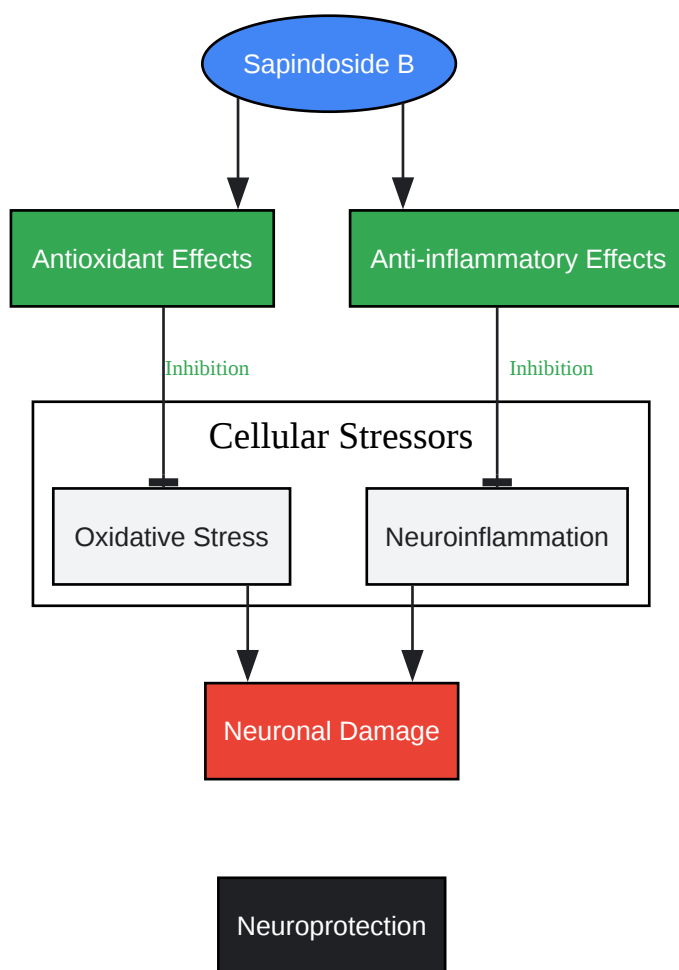 Sapindoside B
Antioxidant Effects
Anti-inflammatory Effects
Inhibition
Inhibition
Cellular Stressors
Oxidative Stress
Neuroinflammation
Neuronal Damage
Neuroprotection